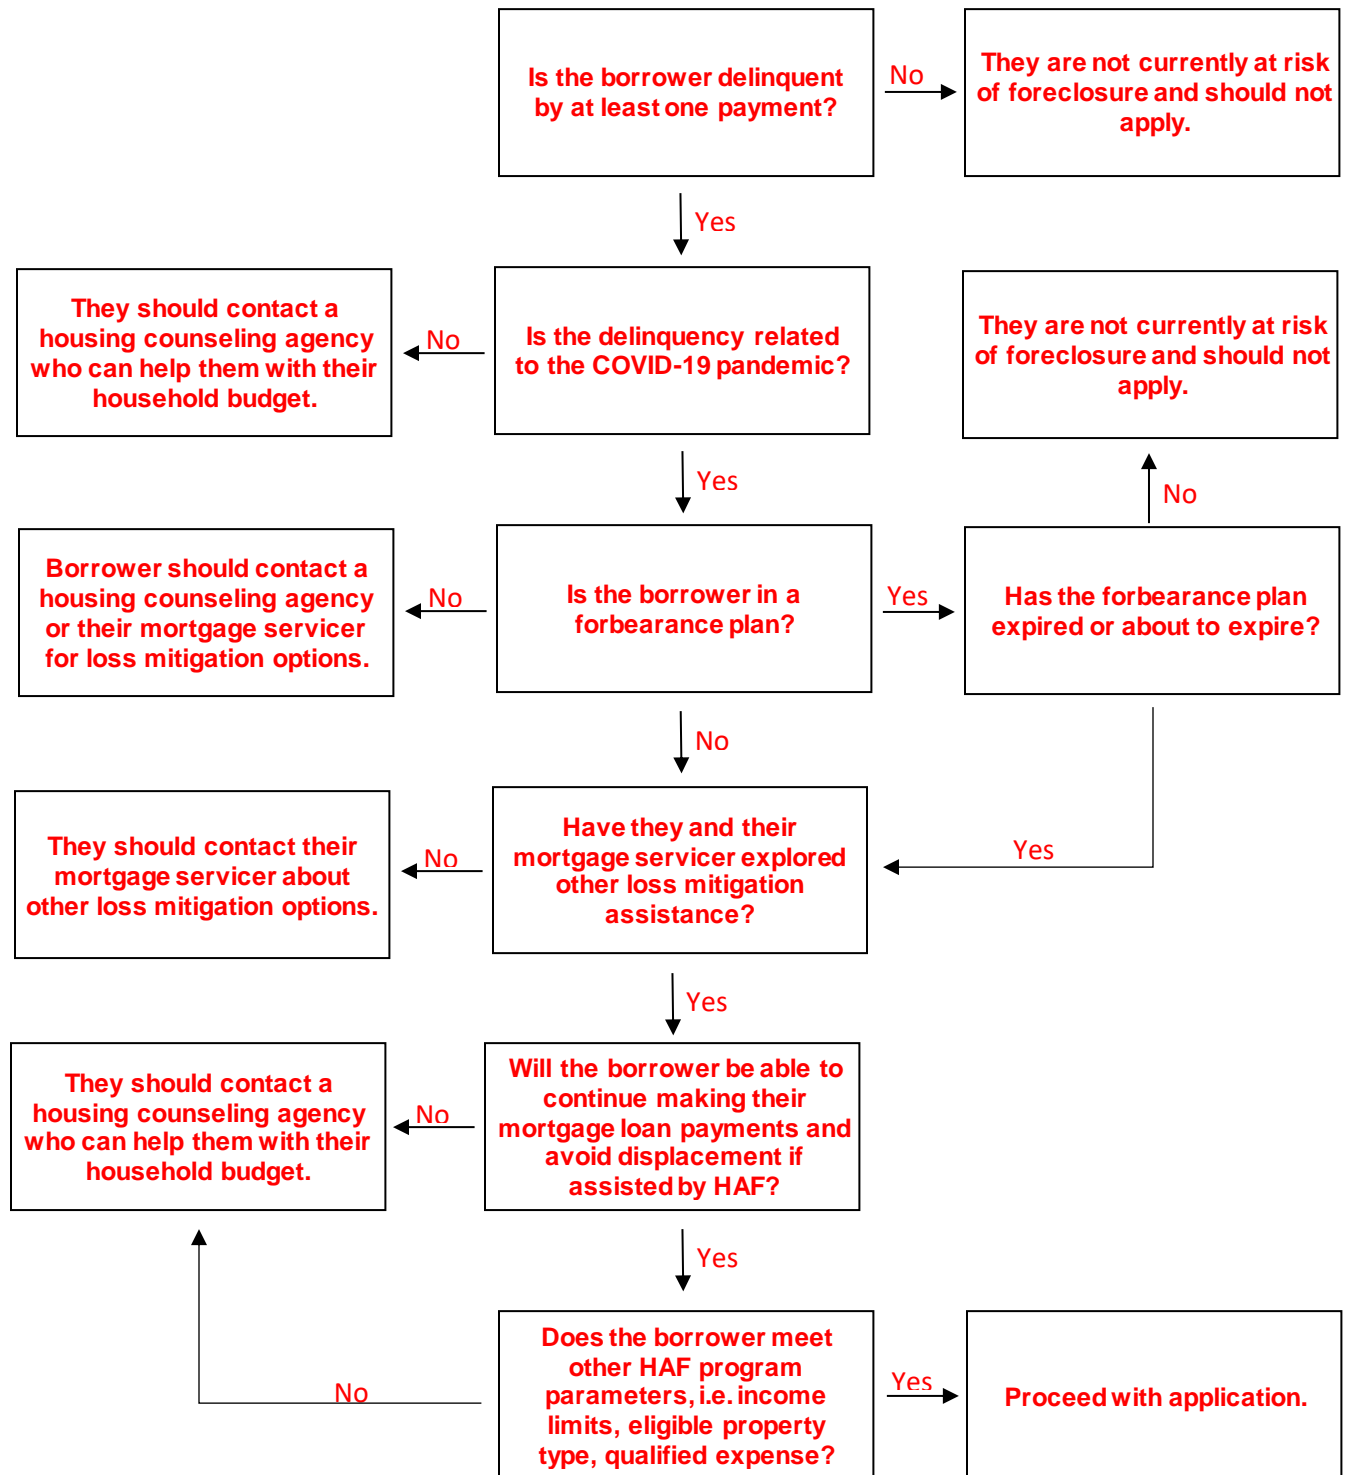 Is the borrower delinquent
by at least one payment?
No
They are not currently at risk
of foreclosure and should not
apply.
Yes
They should contact a
housing counseling agency
who can help them with their
household budget.
No
Is the delinquency related
to the COVID-19 pandemic?
They are not currently at risk
of foreclosure and should not
apply.
Yes
No
Borrower should contact a
housing counseling agency
or their mortgage servicer
for loss mitigation options.
No
Is the borrower in a
forbearance plan?
Yes
Has the forbearance plan
expired or about to expire?
No
They should contact their
mortgage servicer about
other loss mitigation options.
No
Have they and their
mortgage servicer explored
other loss mitigation
assistance?
Yes
Yes
They should contact a
housing counseling agency
who can help them with their
household budget.
No
Will the borrower be able to
continue making their
mortgage loan payments and
avoid displacement if
assisted by HAF?
Yes
No
Does the borrower meet
other HAF program
parameters, i.e. income
limits, eligible property
type, qualified expense?
Yes
Proceed with application.